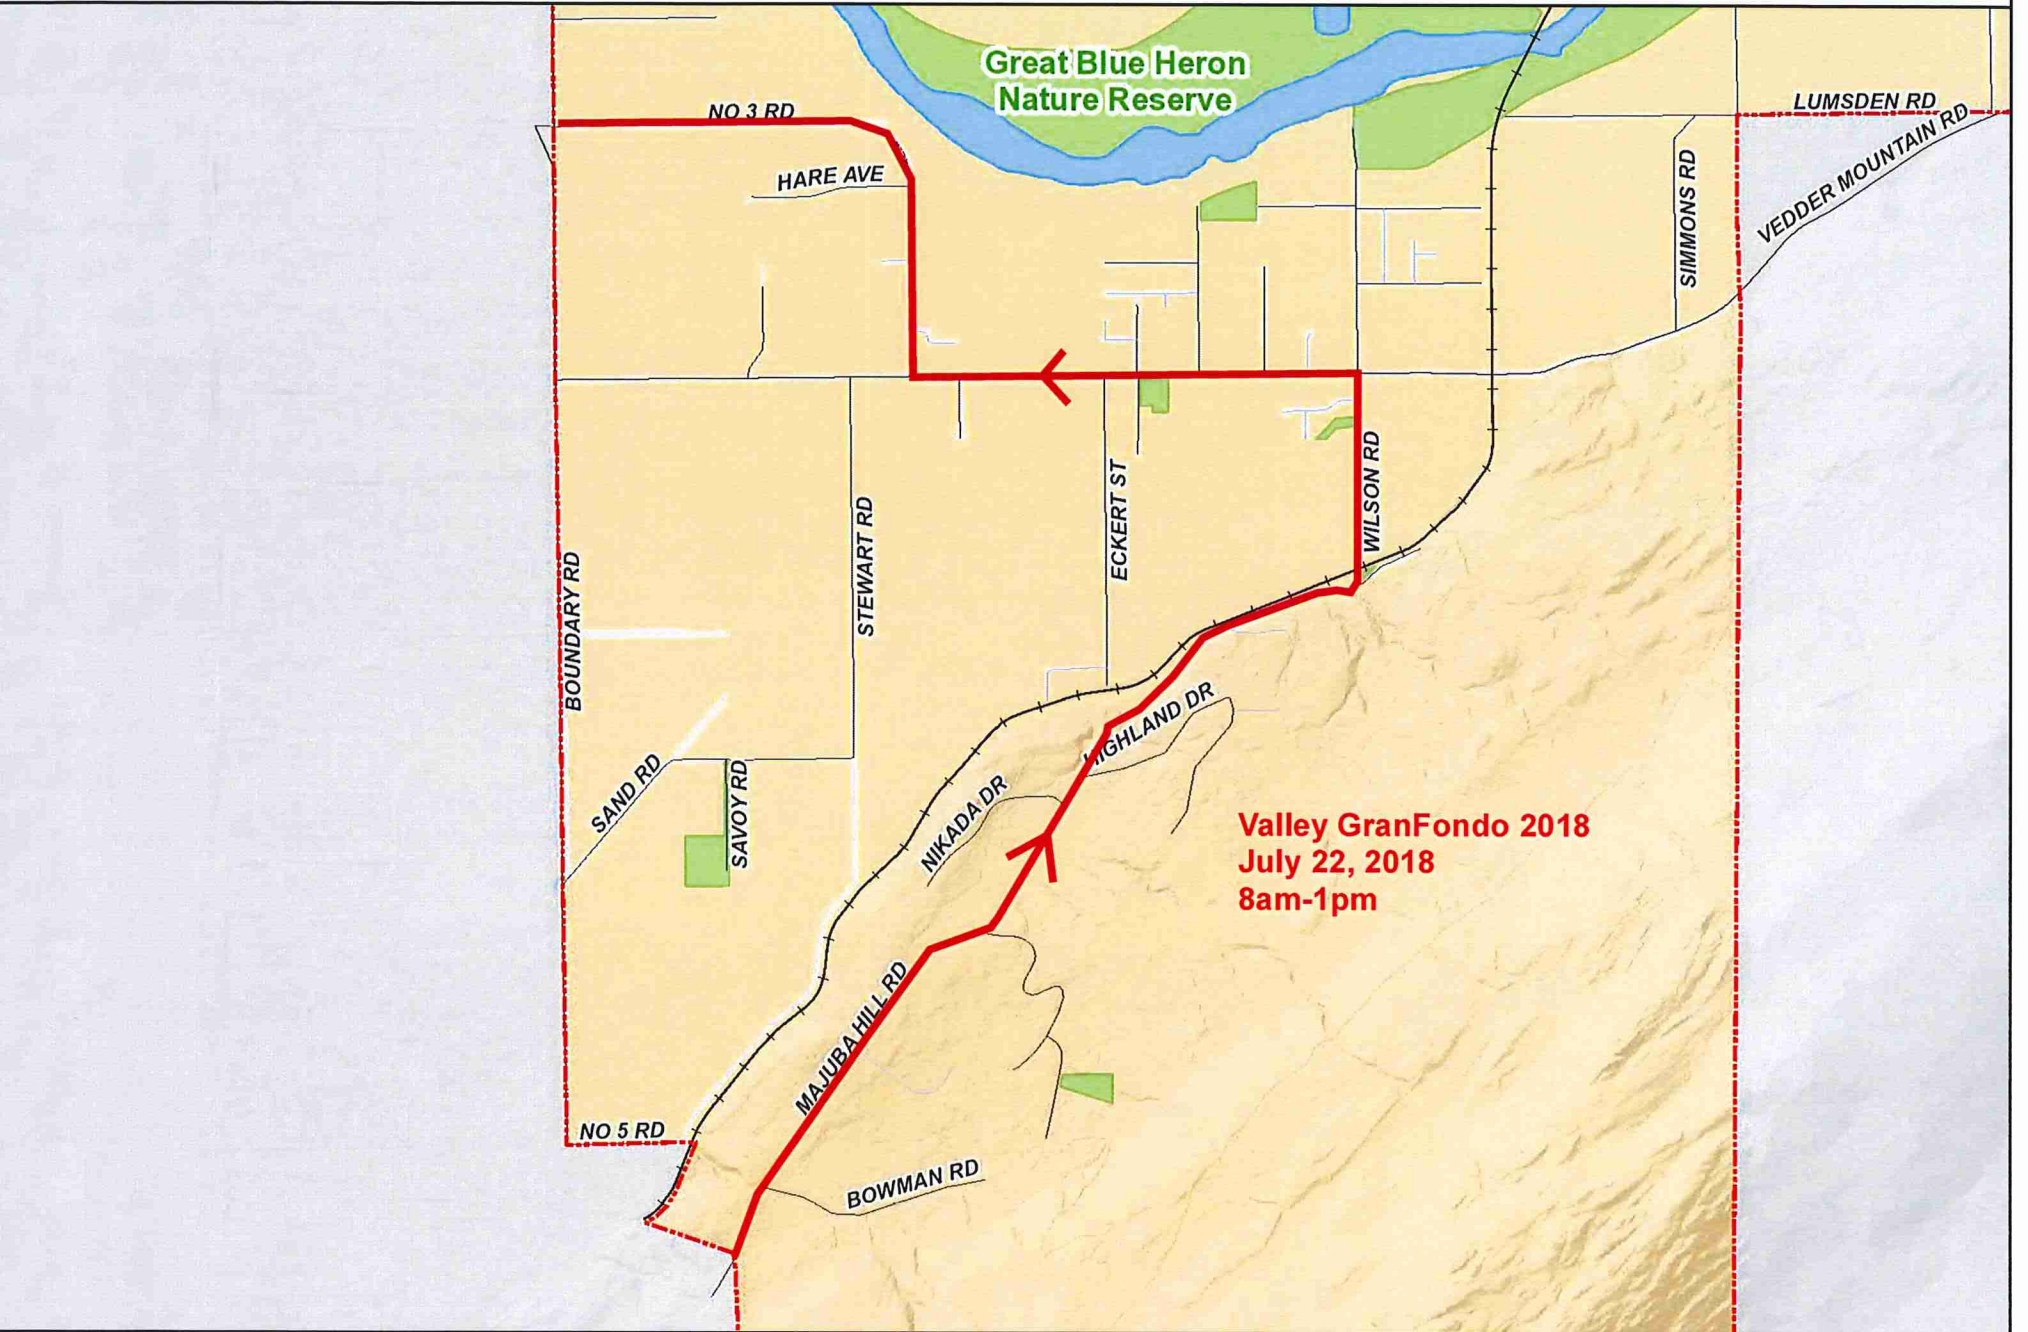 Great Blue Heron
Nature Reserve
NO 3 RD
LUMSDEN RD
HARE AVE
SIMMONS RD
VEDDER MOUNTAIN RD
WILSON RD
ECKERT ST
STEWART RD
BOUNDARY RD
HIGHLAND DR
SAND RD
SAVOY RD
NIKADA DR
Valley GranFondo 2018
July 22, 2018
8am-1pm
MAJUBA HILL RD
NO 5 RD
BOWMAN RD